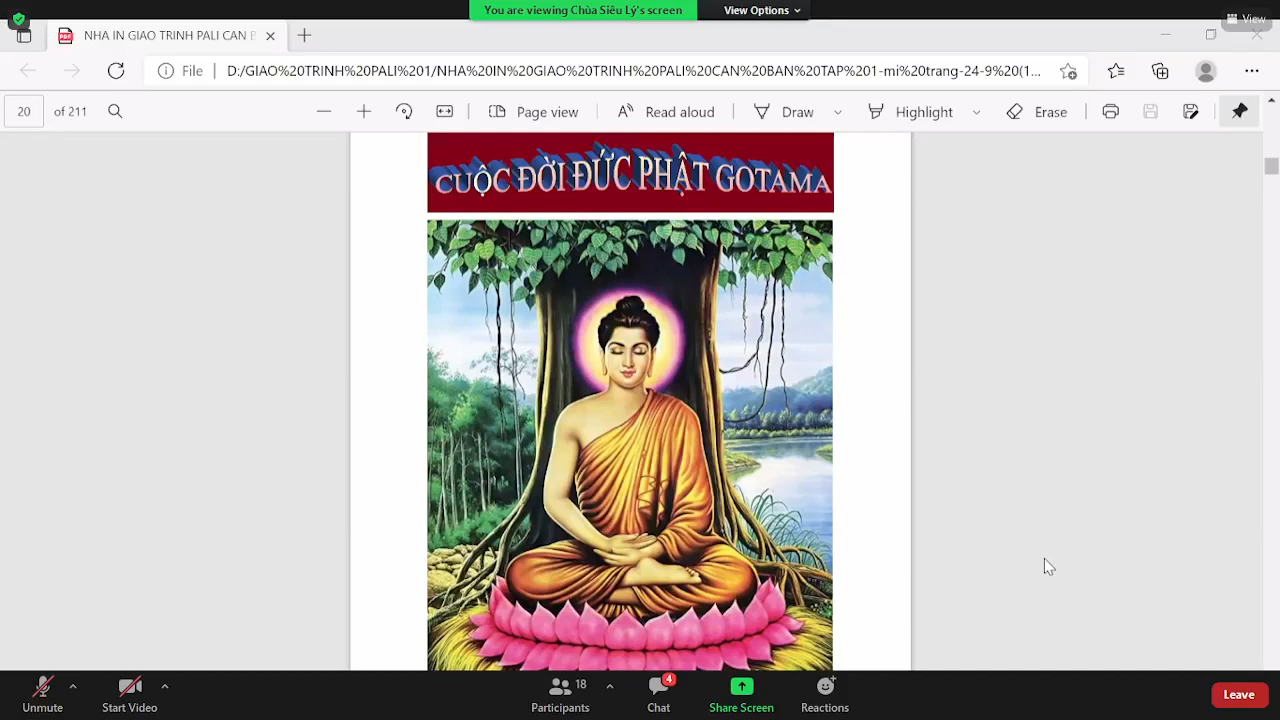 You are viewing Chùa Siêu Lý's screen
View Options
View
NHA IN GIAO TRINH PALI CAN B
File
D:/GIAO%20TRINH%20PALI%201/NHA%20IN%20GIAO%20TRINH%20PALI%20CAN%20BAN%20TAP%201-mi%20trang-24-9%20(1...
20 of 211
Page view
Read aloud
Draw
Highlight
Erase
CUỘC ĐỜI ĐỨC PHẬT GOTAMA
Unmute
Start Video
18
Participants
4
Chat
Share Screen
Reactions
Leave